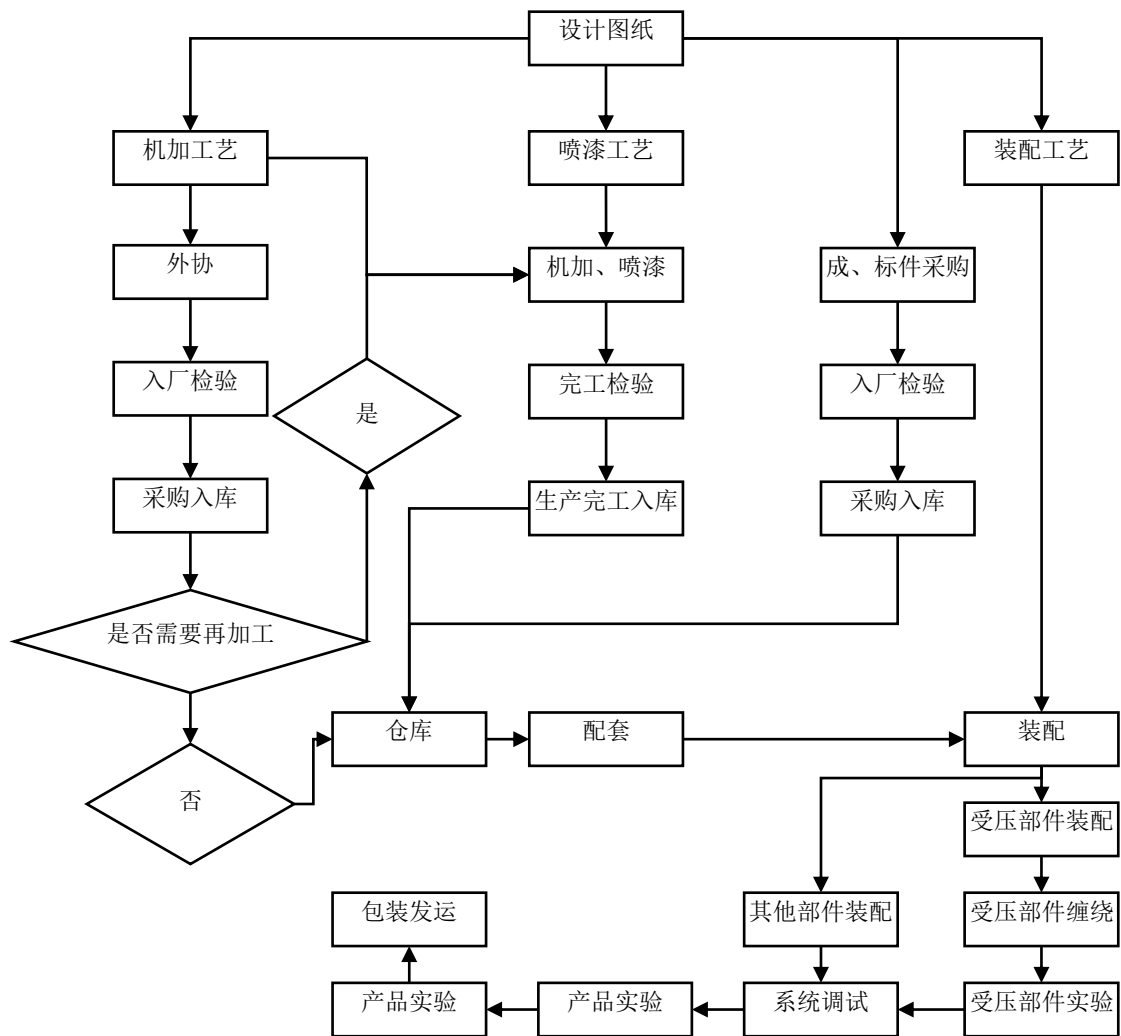 设计图纸
机加工艺
喷漆工艺
装配工艺
外协
机加、喷漆
成、标件采购
入厂检验
是
完工检验
入厂检验
采购入库
生产完工入库
采购入库
是否需要再加工
仓库
配套
装配
否
受压部件装配
包装发运
其他部件装配
受压部件缠绕
产品实验
产品实验
系统调试
受压部件实验